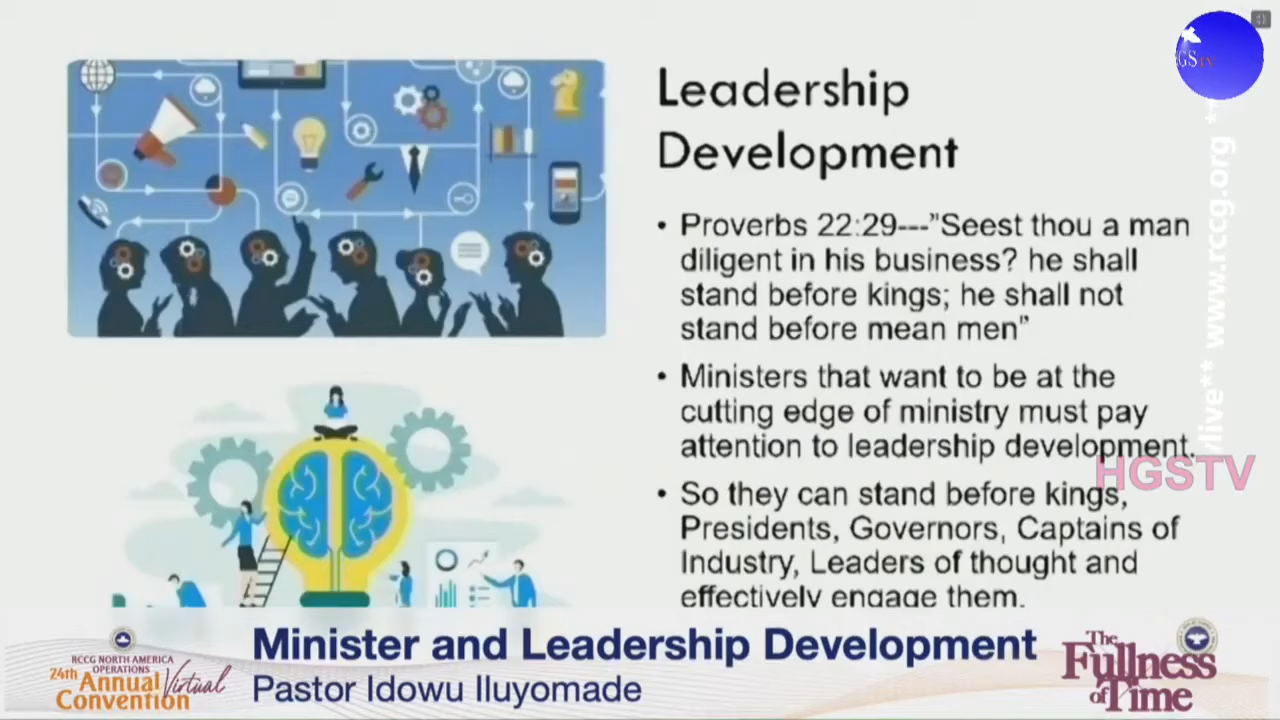 Leadership
Development
• Proverbs 22:29---”Seest thou a man
diligent in his business? he shall
stand before kings; he shall not
stand before mean men”
• Ministers that want to be at the
cutting edge of ministry must pay
attention to leadership development.
• So they can stand before kings,
Presidents, Governors, Captains of
Industry, Leaders of thought and
effectively engage them.
GSTV
/live** www.rccg.org **
HGSTV
Minister and Leadership Development
Pastor Idowu Iluyomade
RCCG NORTH AMERICA
OPERATIONS
24th Annual Virtual
Convention
The
Fullness
of Time